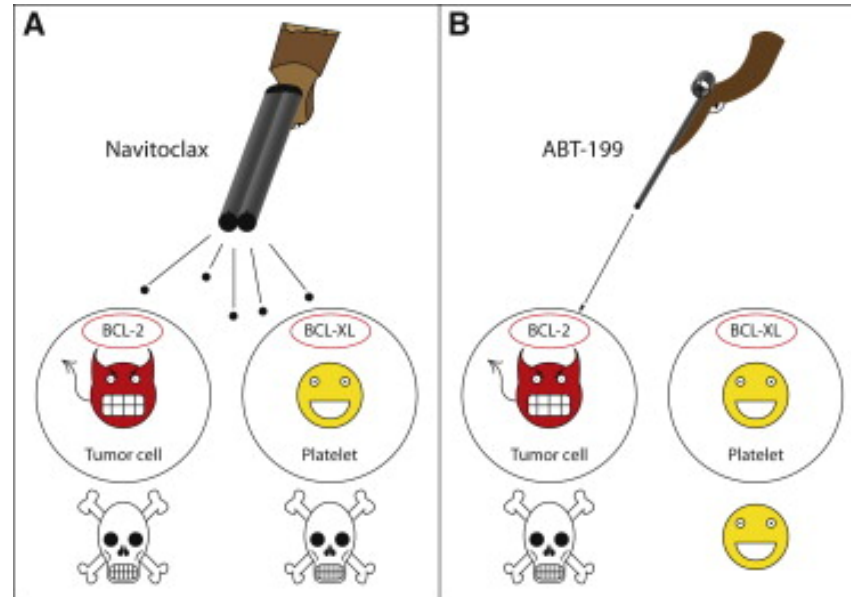 A
Navitoclax
BCL-2
BCL-XL
Tumor cell
Platelet
B
ABT-199
BCL-2
BCL-XL
Tumor cell
Platelet